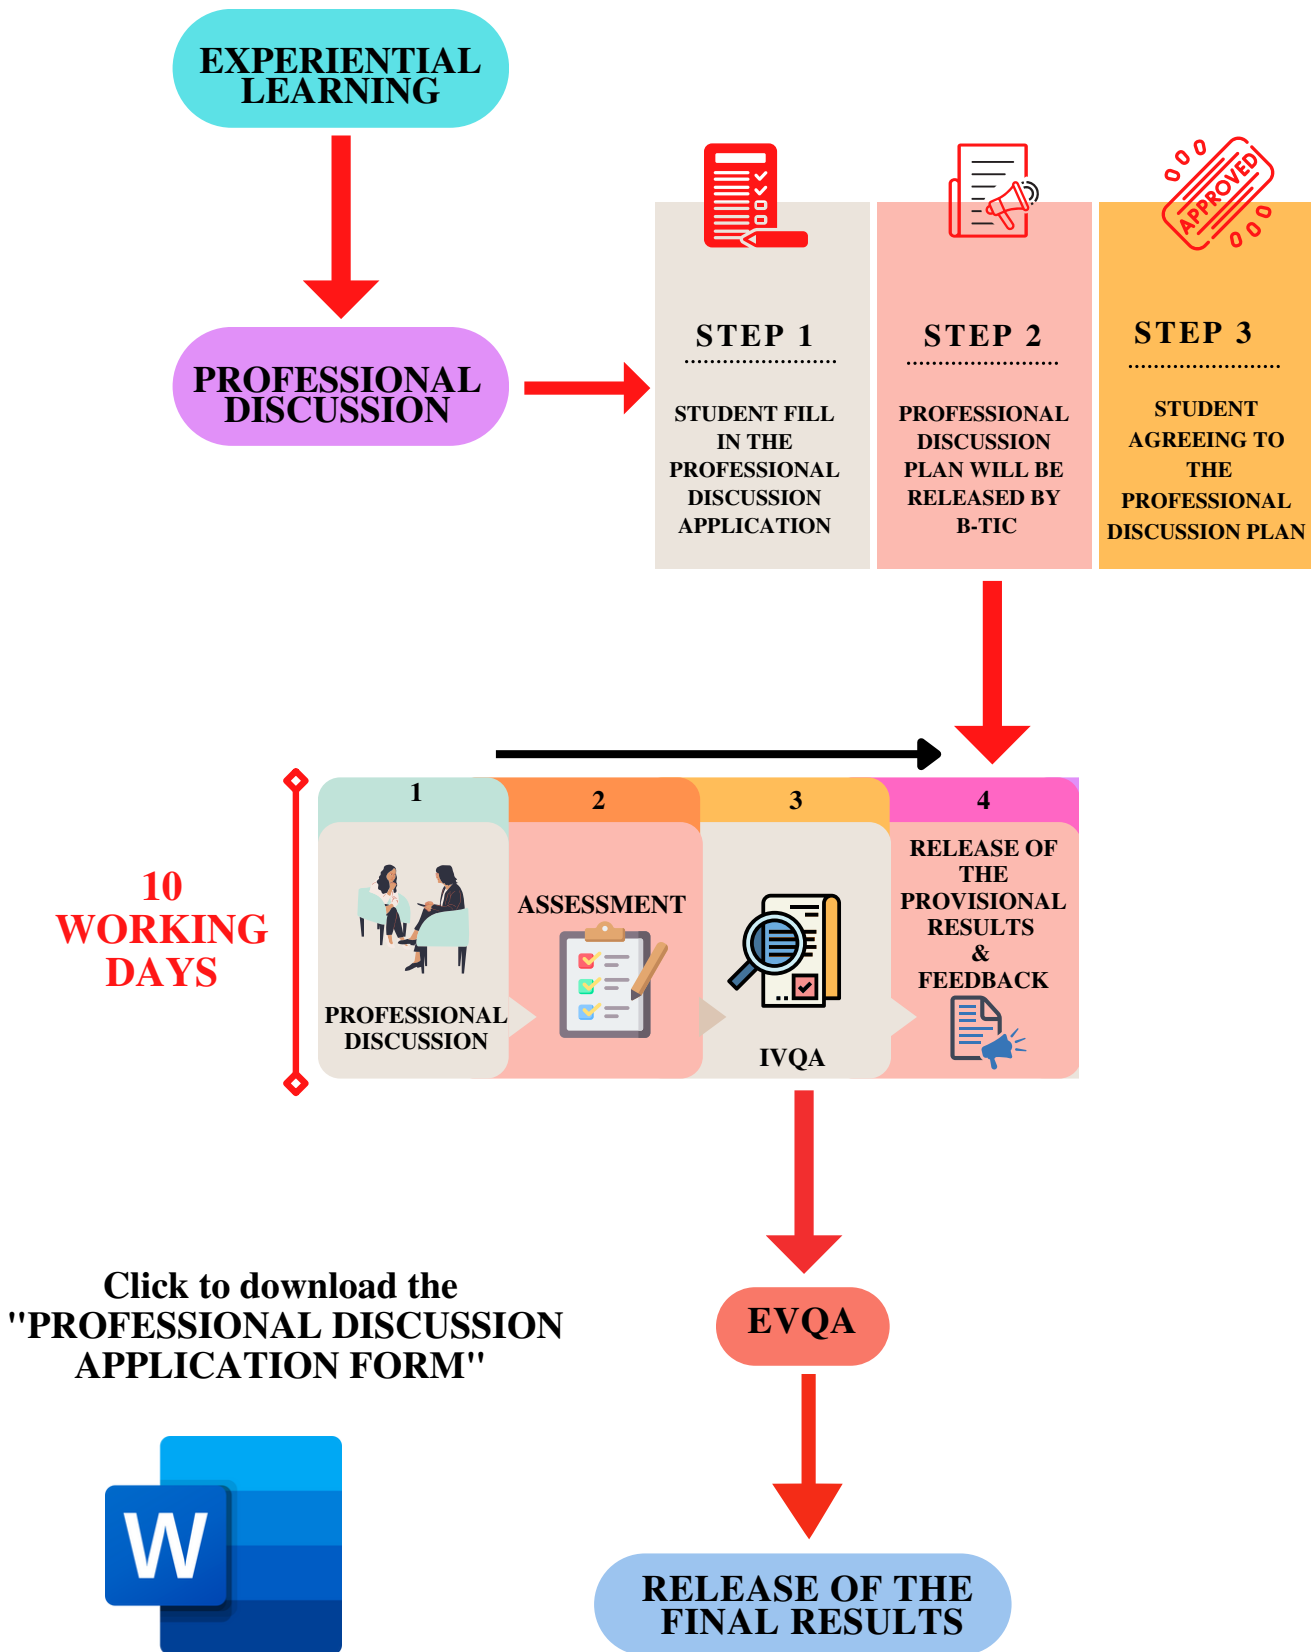 EXPERIENTIAL
LEARNING
PROFESSIONAL
DISCUSSION
STEP 1
STUDENT FILL
IN THE
PROFESSIONAL
DISCUSSION
APPLICATION
STEP 2
PROFESSIONAL
DISCUSSION
PLAN WILL BE
RELEASED BY
B-TIC
APPROVED
STEP 3
STUDENT
AGREEING TO
THE
PROFESSIONAL
DISCUSSION PLAN
10
WORKING
DAYS
1
PROFESSIONAL
DISCUSSION
2
ASSESSMENT
3
IVQA
4
RELEASE OF
THE
PROVISIONAL
RESULTS
&
FEEDBACK
EVQA
RELEASE OF THE
FINAL RESULTS
Click to download the
"PROFESSIONAL DISCUSSION
APPLICATION FORM"
W